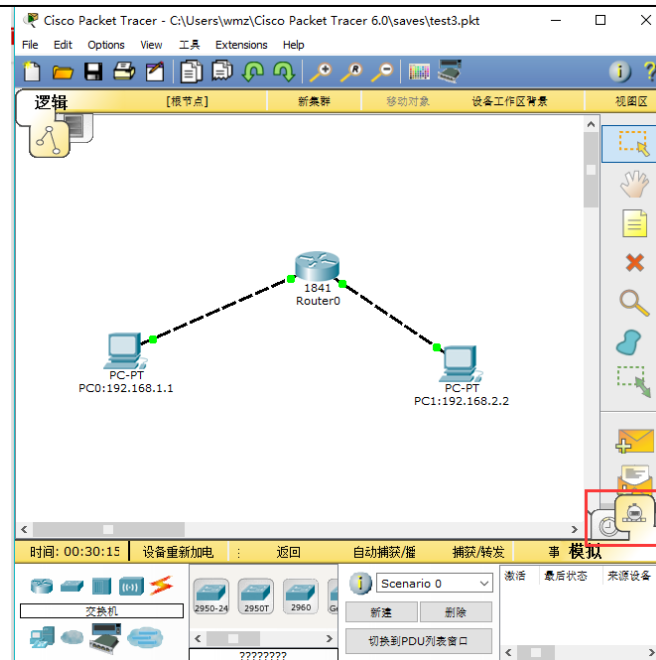 Cisco Packet Tracer - C:\Users\wmz\Cisco Packet Tracer 6.0\saves\test3.pkt
File Edit Options View 工具 Extensions Help
逻辑 [根节点] 新集群 移动对象 设备工作区背景 视图区
1841
Router0
PC-PT
PC0:192.168.1.1
PC-PT
PC1:192.168.2.2
时间: 00:30:15 设备重新加电 : 返回 自动捕获/播 捕获/转发 事 模拟
Scenario 0 激活 最后状态 来源设备
交换机 2950-24 2950T 2960 新建 删除
切换到PDU列表窗口
????????